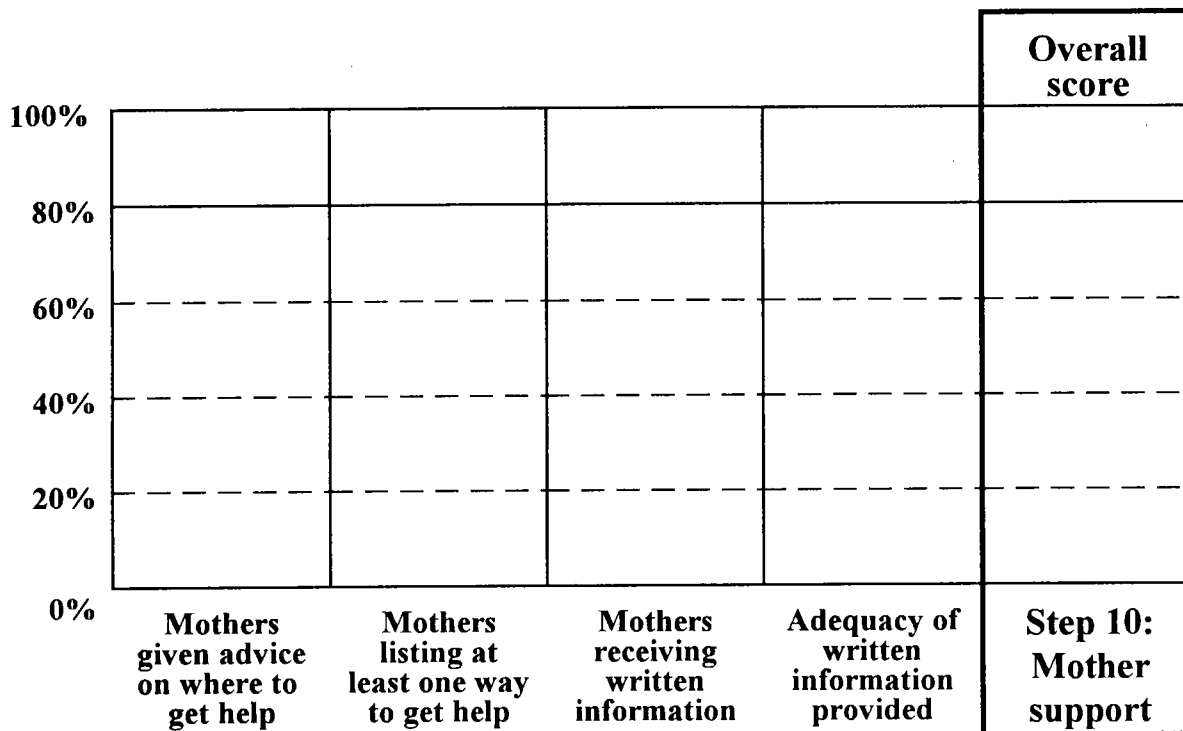 Overall
score
100%
80%
60%
40%
20%
0%
Mothers
given advice
on where to
get help
Mothers
listing at
least one way
to get help
Mothers
receiving
written
information
Adequacy of
written
information
provided
Step 10:
Mother
support